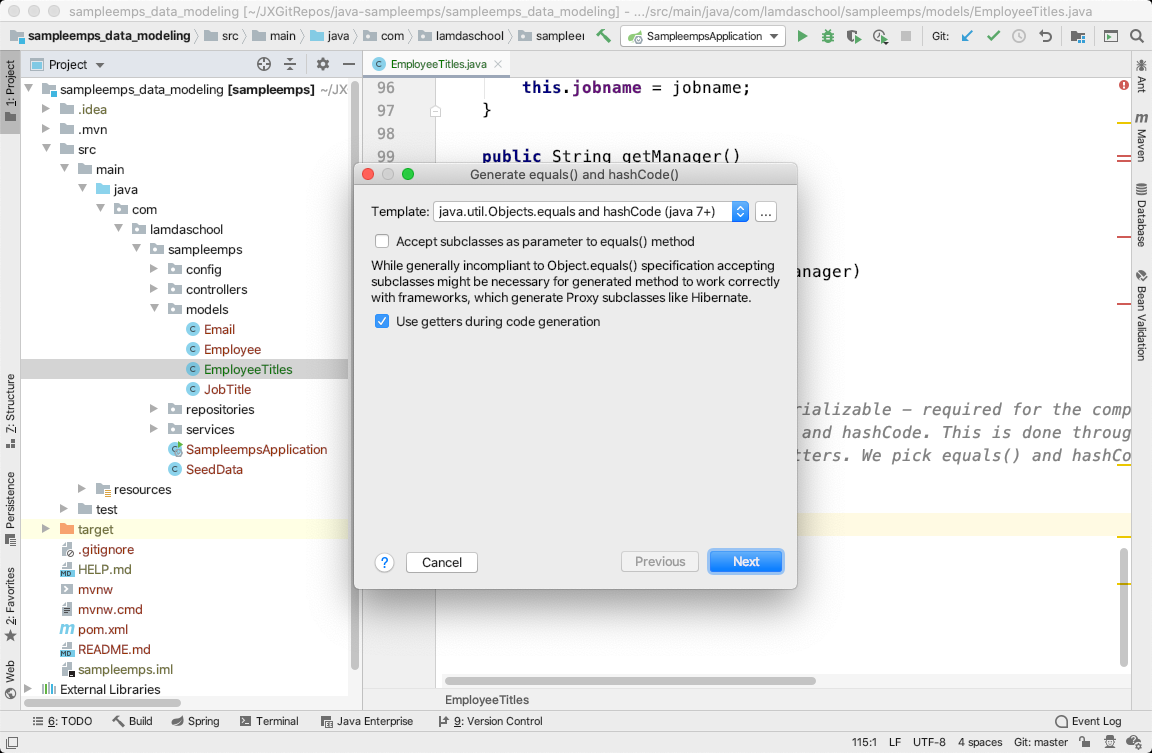 sampleemps_data_modeling [~/JXGitRepos/java-sampleemps/sampleemps_data_modeling] - .../src/main/java/com/lamdaschool/sampleemps/models/EmployeeTitles.java
sampleemps_data_modeling src main java com lamdaschool sampleer SampleempsApplication Git:
1: Project
Project
EmployeeTitles.java
sampleemps_data_modeling [sampleemps] ~/JX
.idea
.mvn
src
main
java
com
lamdaschool
sampleemps
config
controllers
models
Email
Employee
EmployeeTitles
JobTitle
repositories
services
SampleempsApplication
SeedData
resources
test
target
.gitignore
HELP.md
mvnw
mvnw.cmd
pom.xml
README.md
sampleemps.iml
External Libraries
Z: Structure
Persistence
2: Favorites
Web
96 this.jobname = jobname;
97 }
98
99 public String getManager()
anager)
rializable – required for the comp
and hashCode. This is done throug
tters. We pick equals() and hashCo
Generate equals() and hashCode()
Template: java.util.Objects.equals and hashCode (java 7+) ...
Accept subclasses as parameter to equals() method
While generally incompliant to Object.equals() specification accepting
subclasses might be necessary for generated method to work correctly
with frameworks, which generate Proxy subclasses like Hibernate.
Use getters during code generation
? Cancel Previous Next
Ant
Maven
Database
Bean Validation
EmployeeTitles
6: TODO Build Spring Terminal Java Enterprise 9: Version Control Event Log
115:1 LF UTF-8 4 spaces Git: master